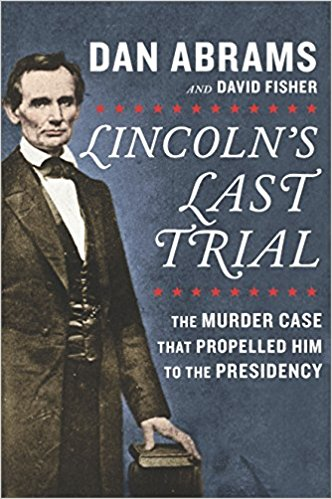 DAN ABRAMS
AND DAVID FISHER
LINCOLN'S
LAST
TRIAL
THE MURDER CASE
THAT PROPELLED HIM
TO THE PRESIDENCY